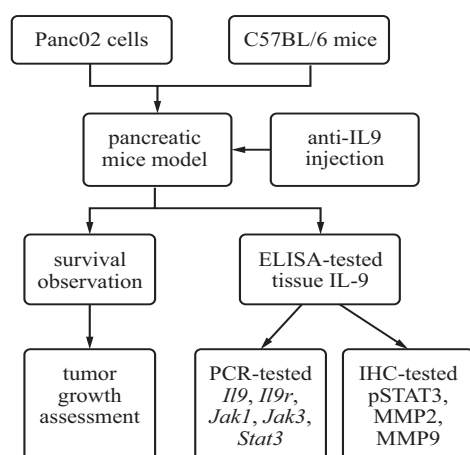 Panc02 cells
C57BL/6 mice
pancreatic
mice model
anti-IL9
injection
survival
observation
ELISA-tested
tissue IL-9
tumor
growth
assessment
PCR-tested
Il9, Il9r,
Jak1, Jak3,
Stat3
IHC-tested
pSTAT3,
MMP2,
MMP9